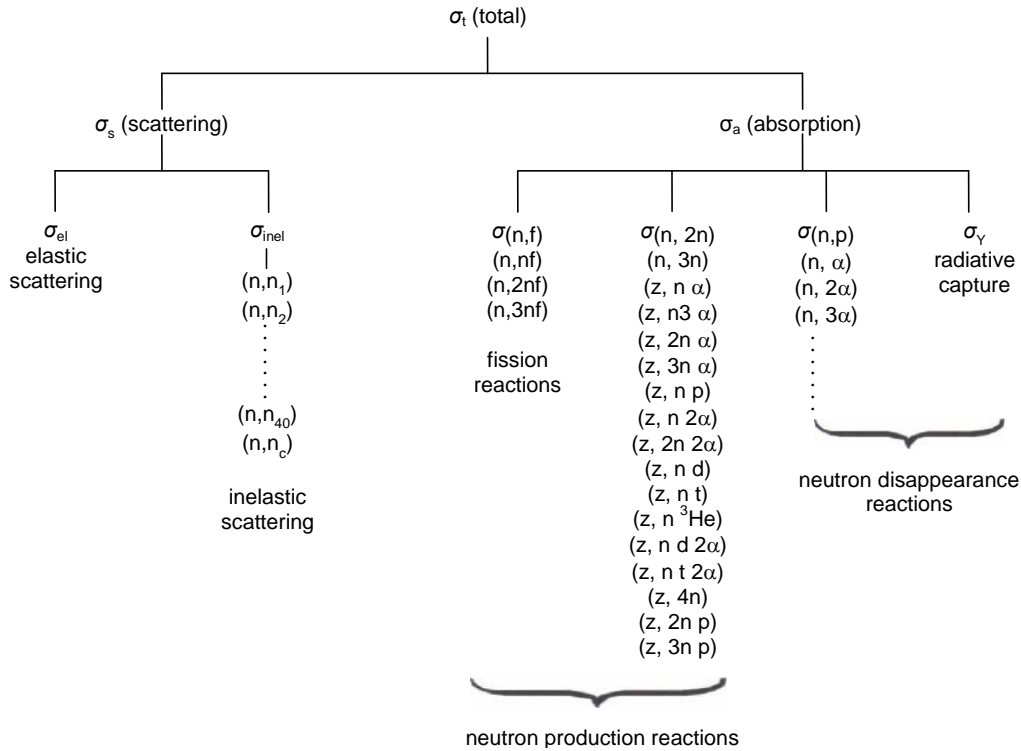 σt (total)
σs (scattering)
σa (absorption)
σel
elastic
scattering
σinel
(n,n1)
(n,n2)
(n,n40)
(n,nc)
inelastic
scattering
σ(n,f)
(n,nf)
(n,2nf)
(n,3nf)
fission
reactions
σ(n, 2n)
(n, 3n)
(z, n α)
(z, n3 α)
(z, 2n α)
(z, 3n α)
(z, n p)
(z, n 2α)
(z, 2n 2α)
(z, n d)
(z, n t)
(z, n ³He)
(z, n d 2α)
(z, n t 2α)
(z, 4n)
(z, 2n p)
(z, 3n p)
neutron production reactions
σ(n,p)
(n, α)
(n, 2α)
(n, 3α)
σY
radiative
capture
neutron disappearance
reactions